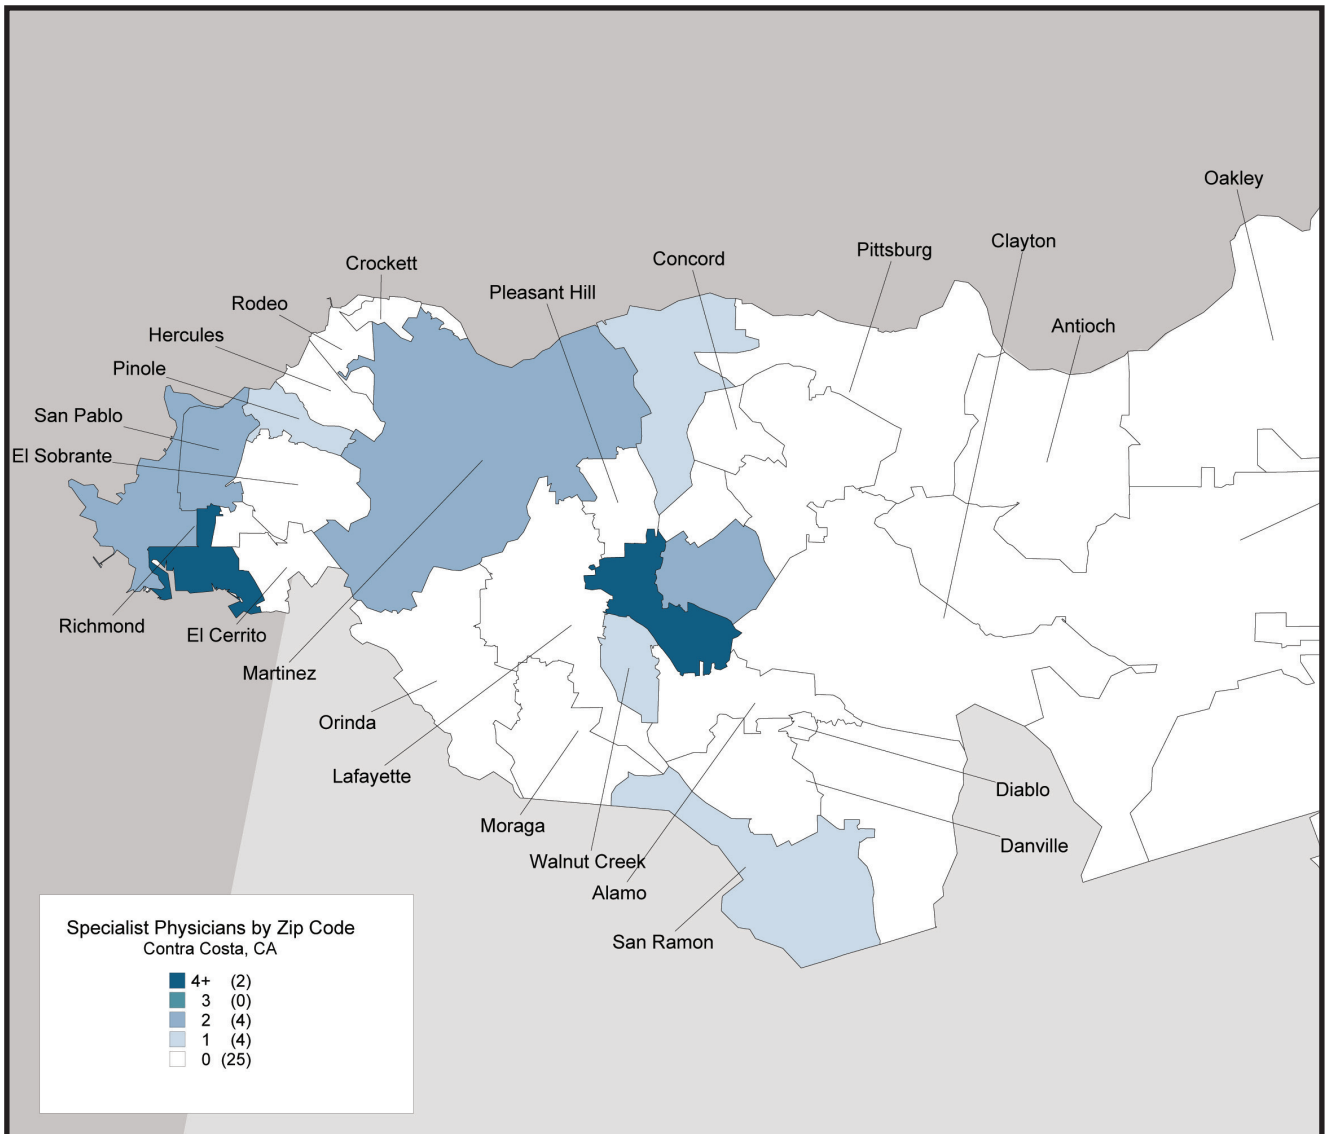 Oakley
Clayton
Pittsburg
Concord
Crockett
Pleasant Hill
Rodeo
Antioch
Hercules
Pinole
San Pablo
El Sobrante
Richmond
El Cerrito
Martinez
Orinda
Lafayette
Diablo
Moraga
Danville
Walnut Creek
Alamo
San Ramon
Specialist Physicians by Zip Code
Contra Costa, CA
4+ (2)
3 (0)
2 (4)
1 (4)
0 (25)